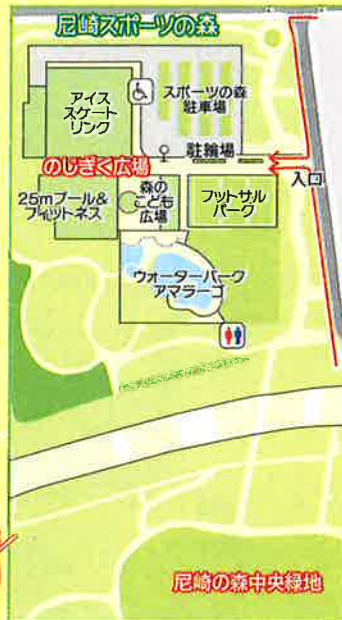 尼崎スポーツの森
アイス
スケート
リンク
スポーツの森
駐車場
駐輪場
のじぎく広場
入口
25mプール&
フィットネス
森の
こども
広場
フットサル
パーク
ウォーターパーク
アマラーゴ
尼崎の森中央緑地